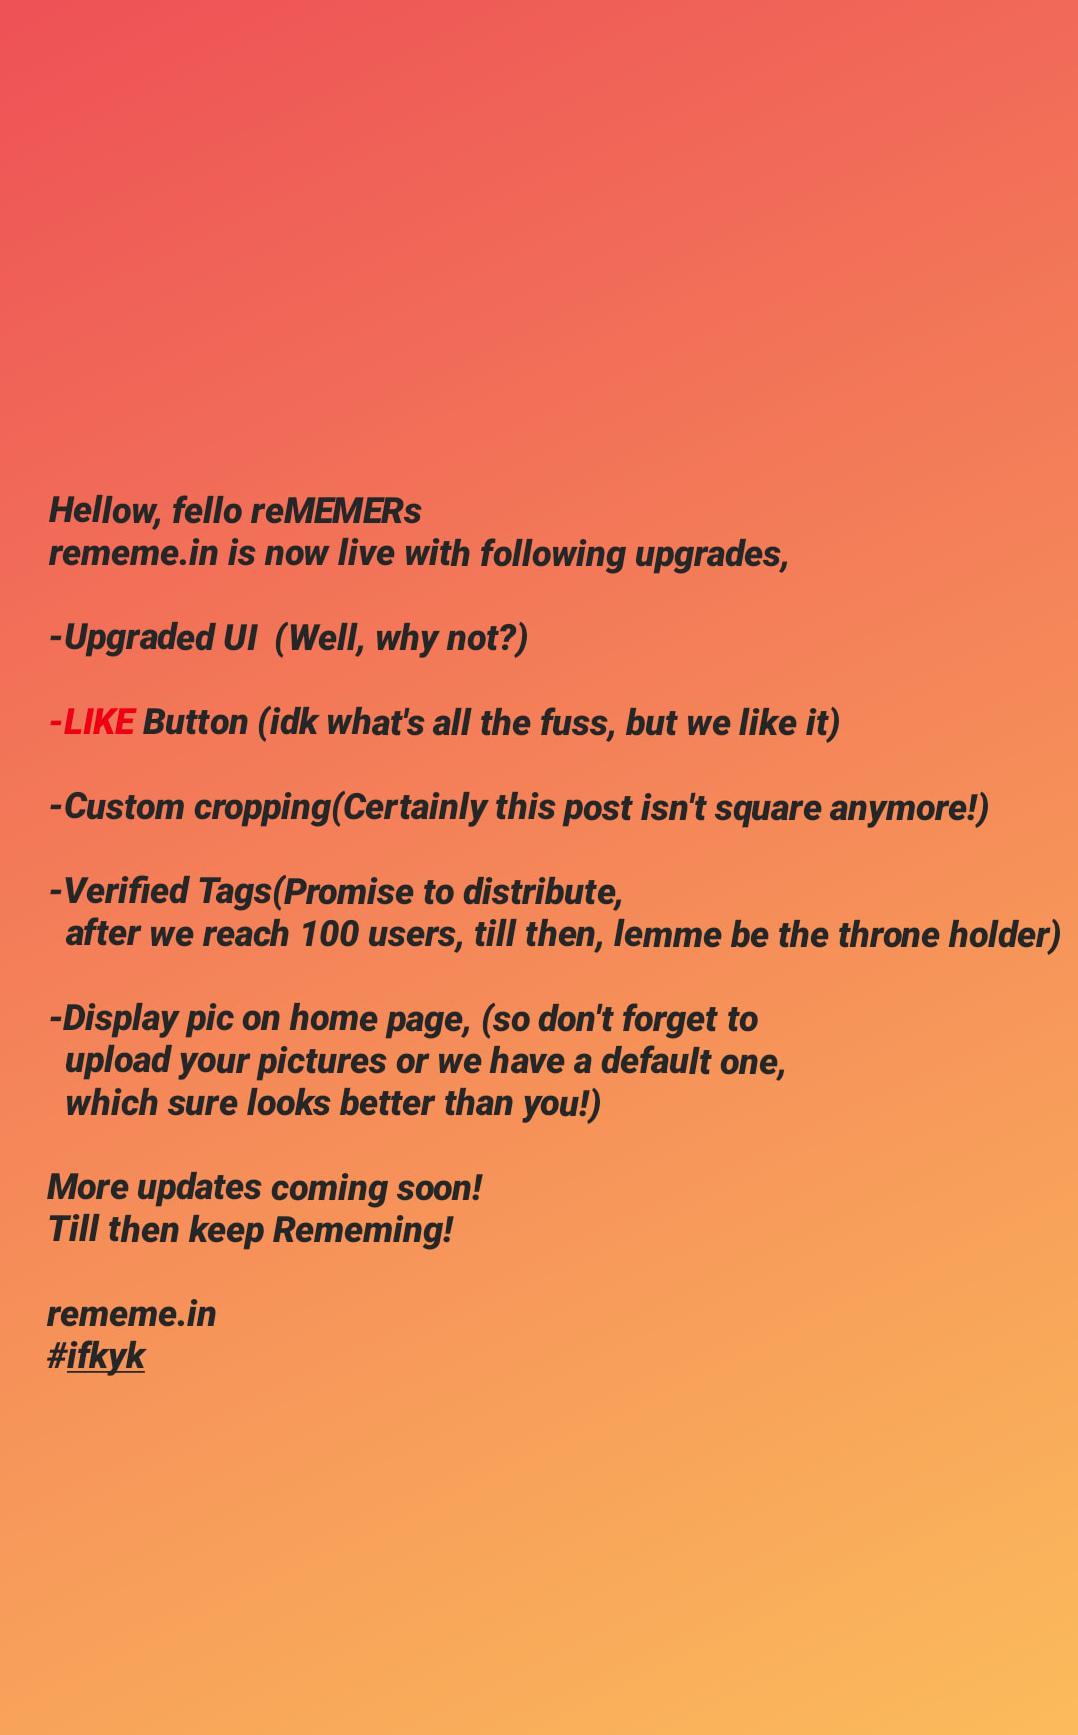 Hellow, fello reMEMERs
rememe.in is now live with following upgrades,
-Upgraded UI  (Well, why not?)
-LIKE Button (idk what's all the fuss, but we like it)
-Custom cropping(Certainly this post isn't square anymore!)
-Verified Tags(Promise to distribute,
after we reach 100 users, till then, lemme be the throne holder)
-Display pic on home page, (so don't forget to
upload your pictures or we have a default one,
which sure looks better than you!)
More updates coming soon!
Till then keep Rememing!
rememe.in
#ifkyk